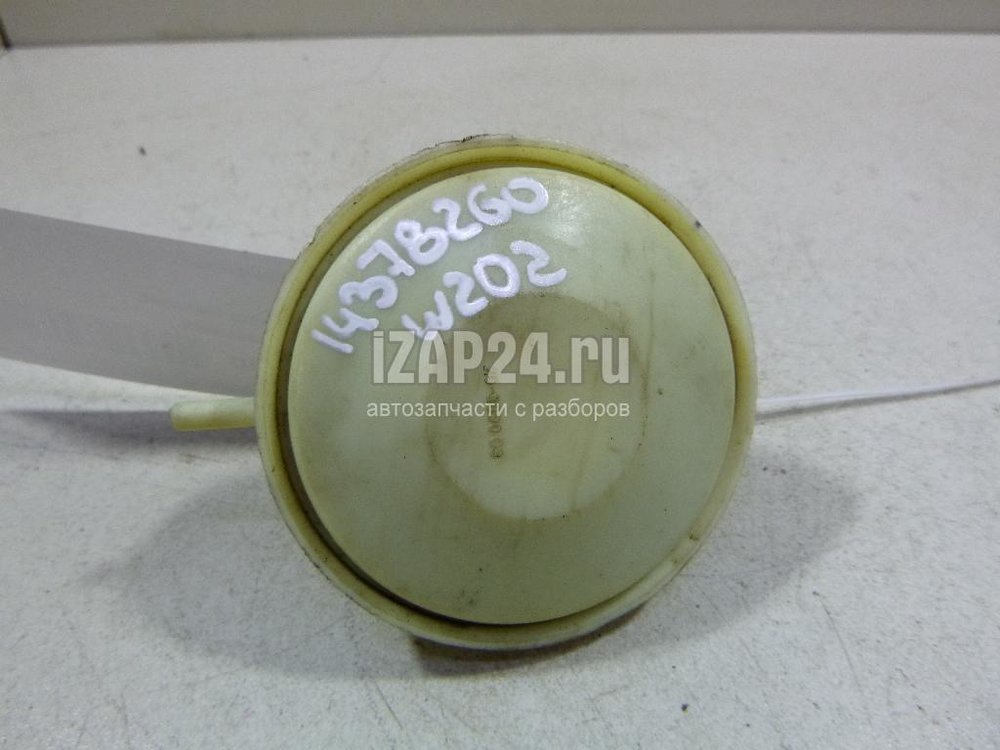 14378260
W202
iZAP24.ru
автозапчасти с разборов